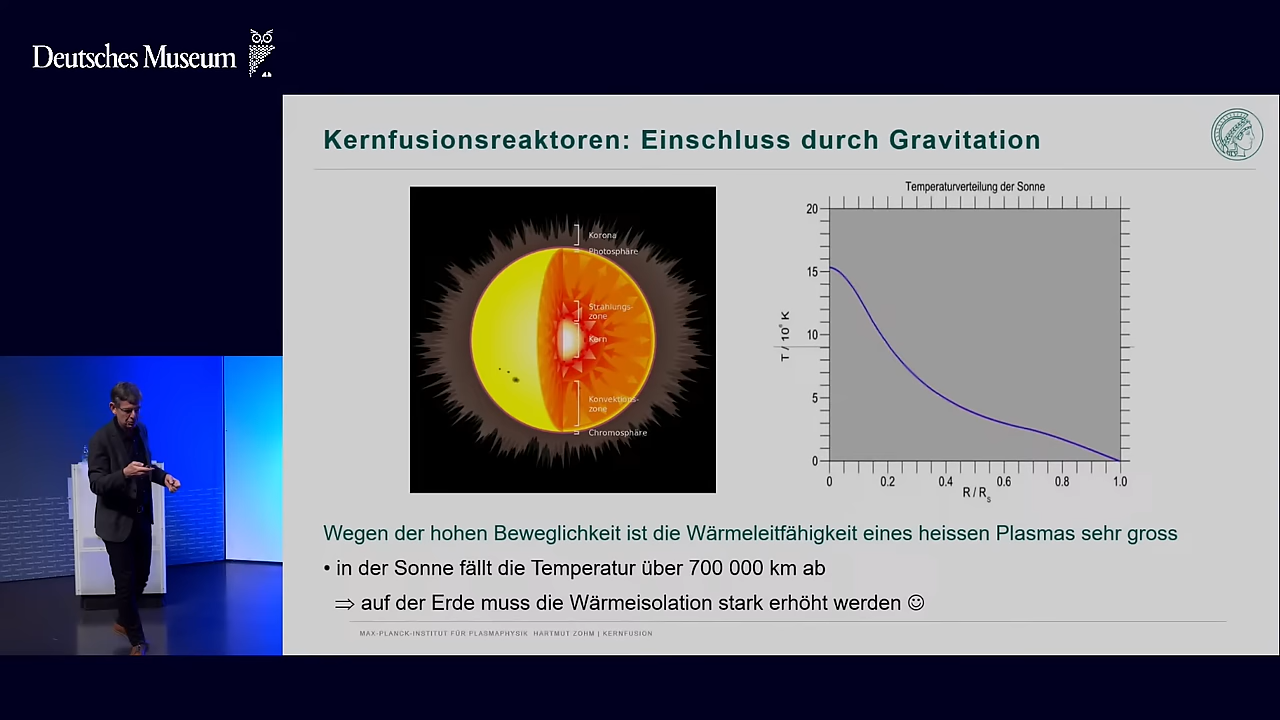 Deutsches Museum
Kernfusionsreaktoren: Einschluss durch Gravitation
Korona
Photosphäre
Strahlungs-
zone
Kern
Konvektions-
zone
Chromosphäre
Temperaturverteilung der Sonne
20
15
10
5
0
T / 10⁶ K
0 0.2 0.4 0.6 0.8 1.0
R / Rₛ
Wegen der hohen Beweglichkeit ist die Wärmeleitfähigkeit eines heissen Plasmas sehr gross
• in der Sonne fällt die Temperatur über 700 000 km ab
⇒ auf der Erde muss die Wärmeisolation stark erhöht werden ☺
MAX-PLANCK-INSTITUT FÜR PLASMAPHYSIK HARTMUT ZOHM | KERNFUSION